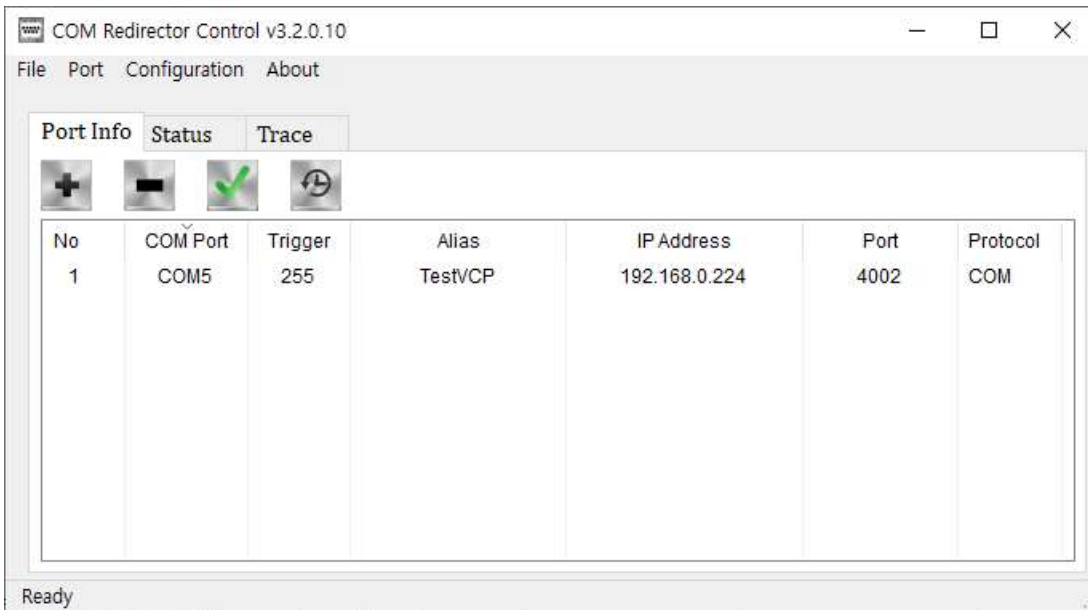 COM Redirector Control v3.2.0.10
File Port Configuration About
Port Info Status Trace
No COM Port Trigger Alias IP Address Port Protocol
1 COM5 255 TestVCP 192.168.0.224 4002 COM
Ready